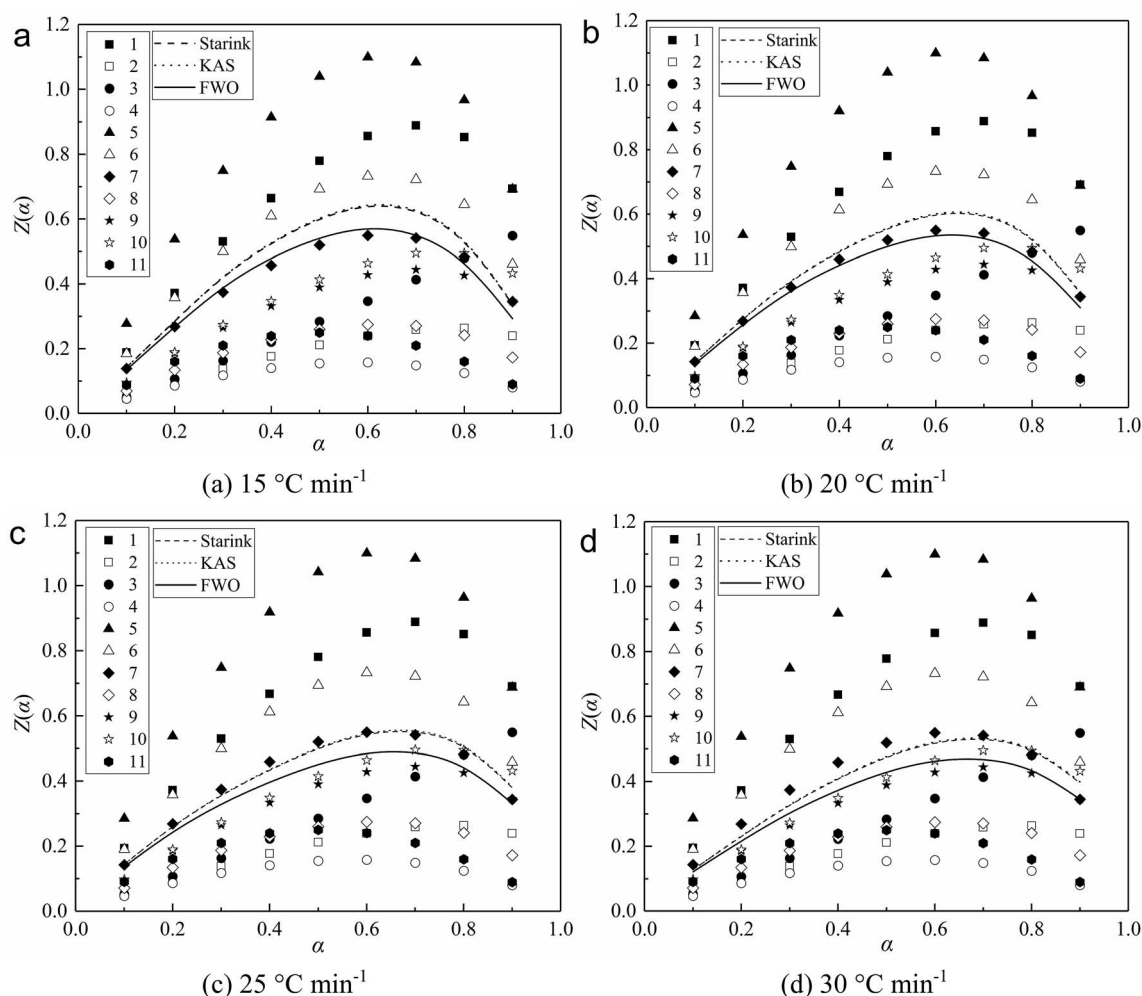 a
1.2
1.0
0.8
0.6
0.4
0.2
0.0
Z(α)
1
2
3
4
5
6
7
8
9
10
11
Starink
KAS
FWO
0.0 0.2 0.4 0.6 0.8 1.0
α
(a) 15 °C min-1
b
1.2
1.0
0.8
0.6
0.4
0.2
0.0
Z(α)
1
2
3
4
5
6
7
8
9
10
11
Starink
KAS
FWO
0.0 0.2 0.4 0.6 0.8 1.0
α
(b) 20 °C min-1
c
1.2
1.0
0.8
0.6
0.4
0.2
0.0
Z(α)
1
2
3
4
5
6
7
8
9
10
11
Starink
KAS
FWO
0.0 0.2 0.4 0.6 0.8 1.0
α
(c) 25 °C min-1
d
1.2
1.0
0.8
0.6
0.4
0.2
0.0
Z(α)
1
2
3
4
5
6
7
8
9
10
11
Starink
KAS
FWO
0.0 0.2 0.4 0.6 0.8 1.0
α
(d) 30 °C min-1